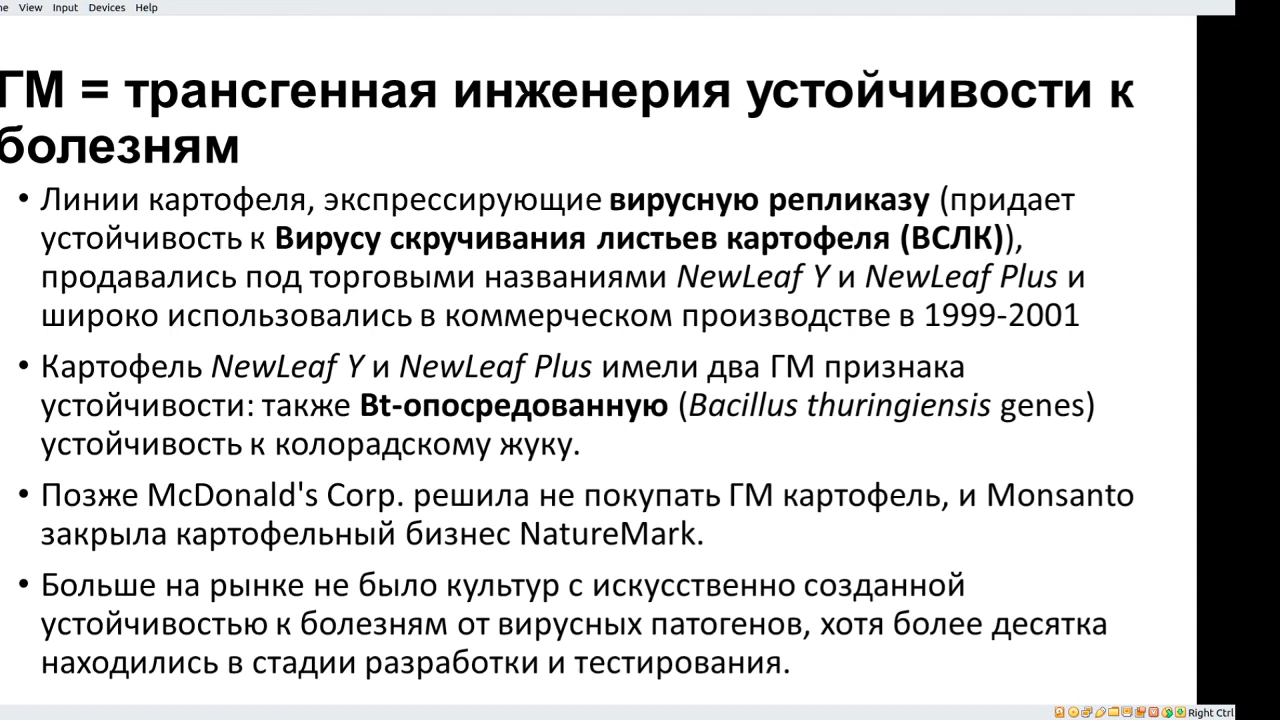 View Input Devices Help
ГМ = трансгенная инженерия устойчивости к
болезням
• Линии картофеля, экспрессирующие вирусную репликазу (придает
устойчивость к Вирусу скручивания листьев картофеля (ВСЛК)),
продавались под торговыми названиями NewLeaf Y и NewLeaf Plus и
широко использовались в коммерческом производстве в 1999-2001
• Картофель NewLeaf Y и NewLeaf Plus имели два ГМ признака
устойчивости: также Bt-опосредованную (Bacillus thuringiensis genes)
устойчивость к колорадскому жуку.
• Позже McDonald's Corp. решила не покупать ГМ картофель, и Monsanto
закрыла картофельный бизнес NatureMark.
• Больше на рынке не было культур с искусственно созданной
устойчивостью к болезням от вирусных патогенов, хотя более десятка
находились в стадии разработки и тестирования.
Right Ctrl